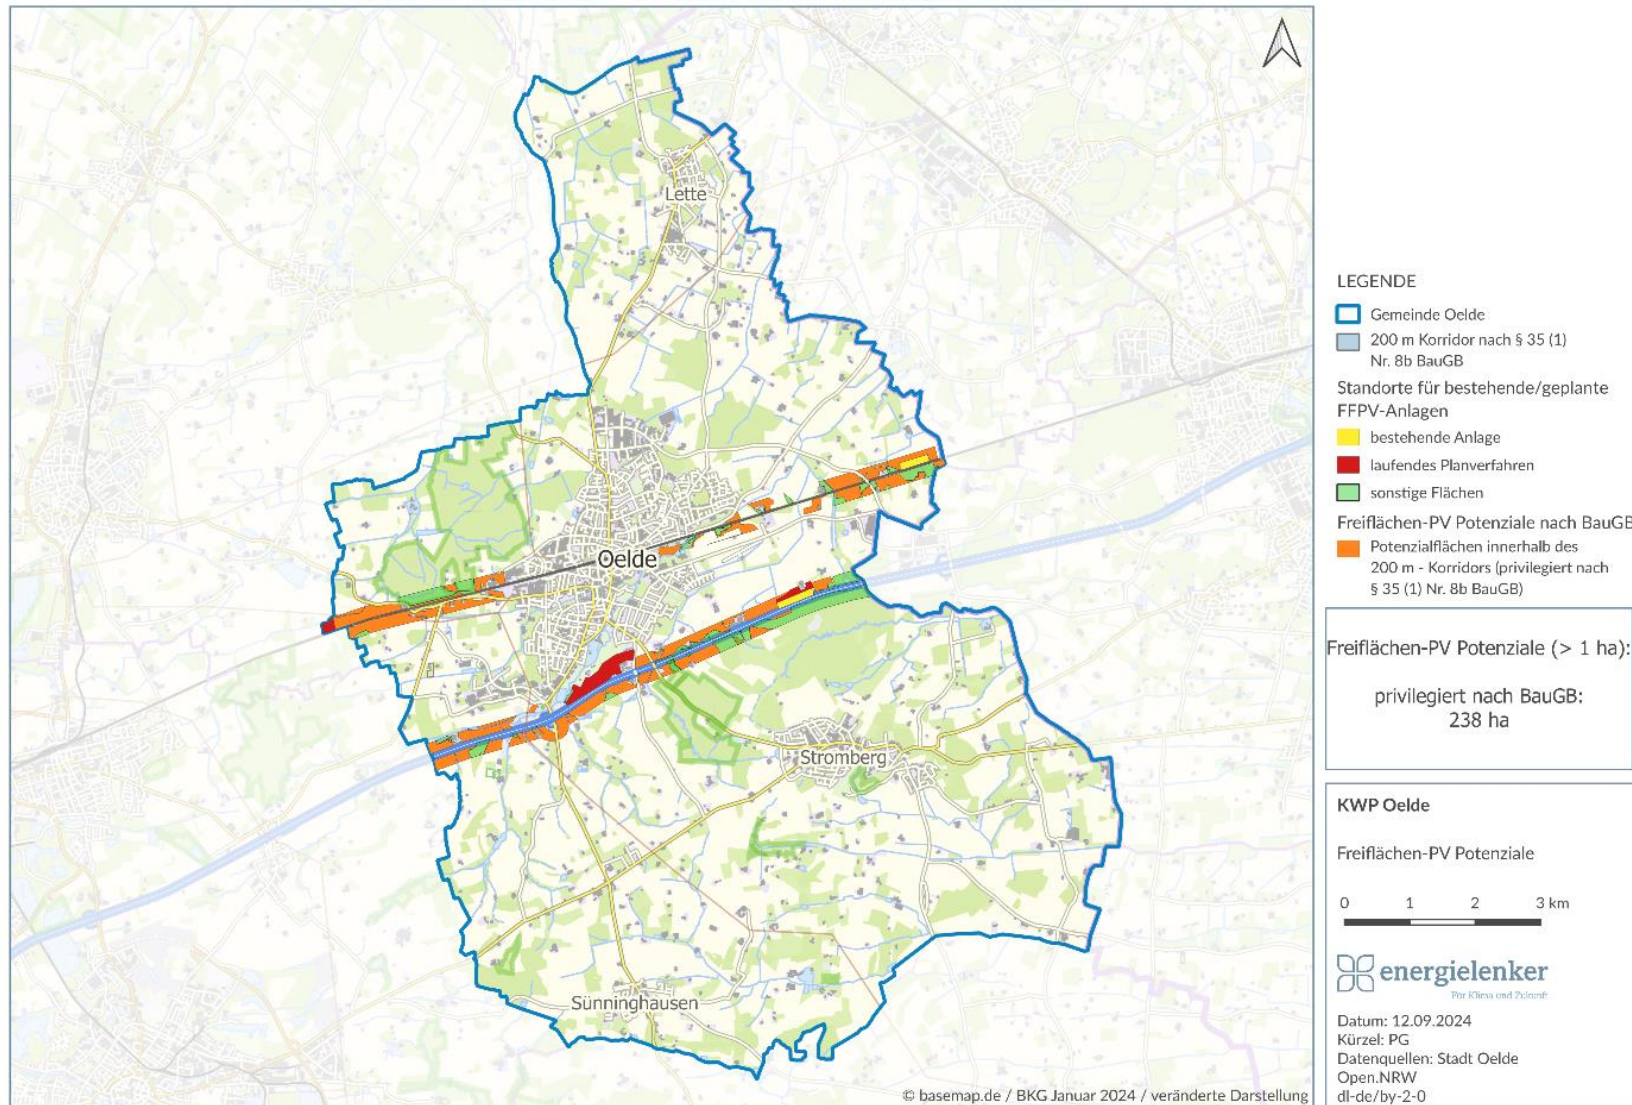 Lette
Oelde
Stromberg
Sünninghausen
© basemap.de / BKG Januar 2024 / veränderte Darstellung
LEGENDE
Gemeinde Oelde
200 m Korridor nach § 35 (1)
Nr. 8b BauGB
Standorte für bestehende/geplante
FFPV-Anlagen
bestehende Anlage
laufendes Planverfahren
sonstige Flächen
Freiflächen-PV Potenziale nach BauGB
Potenzialflächen innerhalb des
200 m - Korridors (privilegiert nach
§ 35 (1) Nr. 8b BauGB)
Freiflächen-PV Potenziale (> 1 ha):
privilegiert nach BauGB:
238 ha
KWP Oelde
Freiflächen-PV Potenziale
0 1 2 3 km
energielenker
Für Klima und Zukunft
Datum: 12.09.2024
Kürzel: PG
Datenquellen: Stadt Oelde
Open.NRW
dl-de/by-2-0